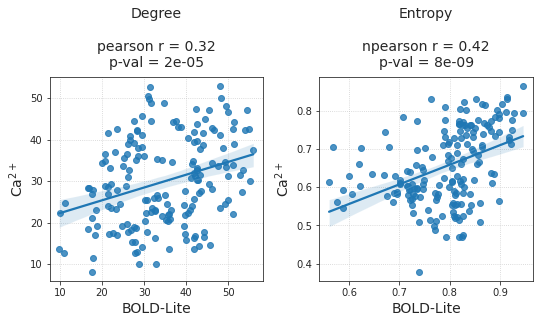 Degree
pearson r = 0.32
p-val = 2e-05
50
40
30
20
10
Ca2+
10 20 30 40 50
BOLD-Lite
Entropy
npearson r = 0.42
p-val = 8e-09
0.8
0.7
0.6
0.5
0.4
Ca2+
0.6 0.7 0.8 0.9
BOLD-Lite